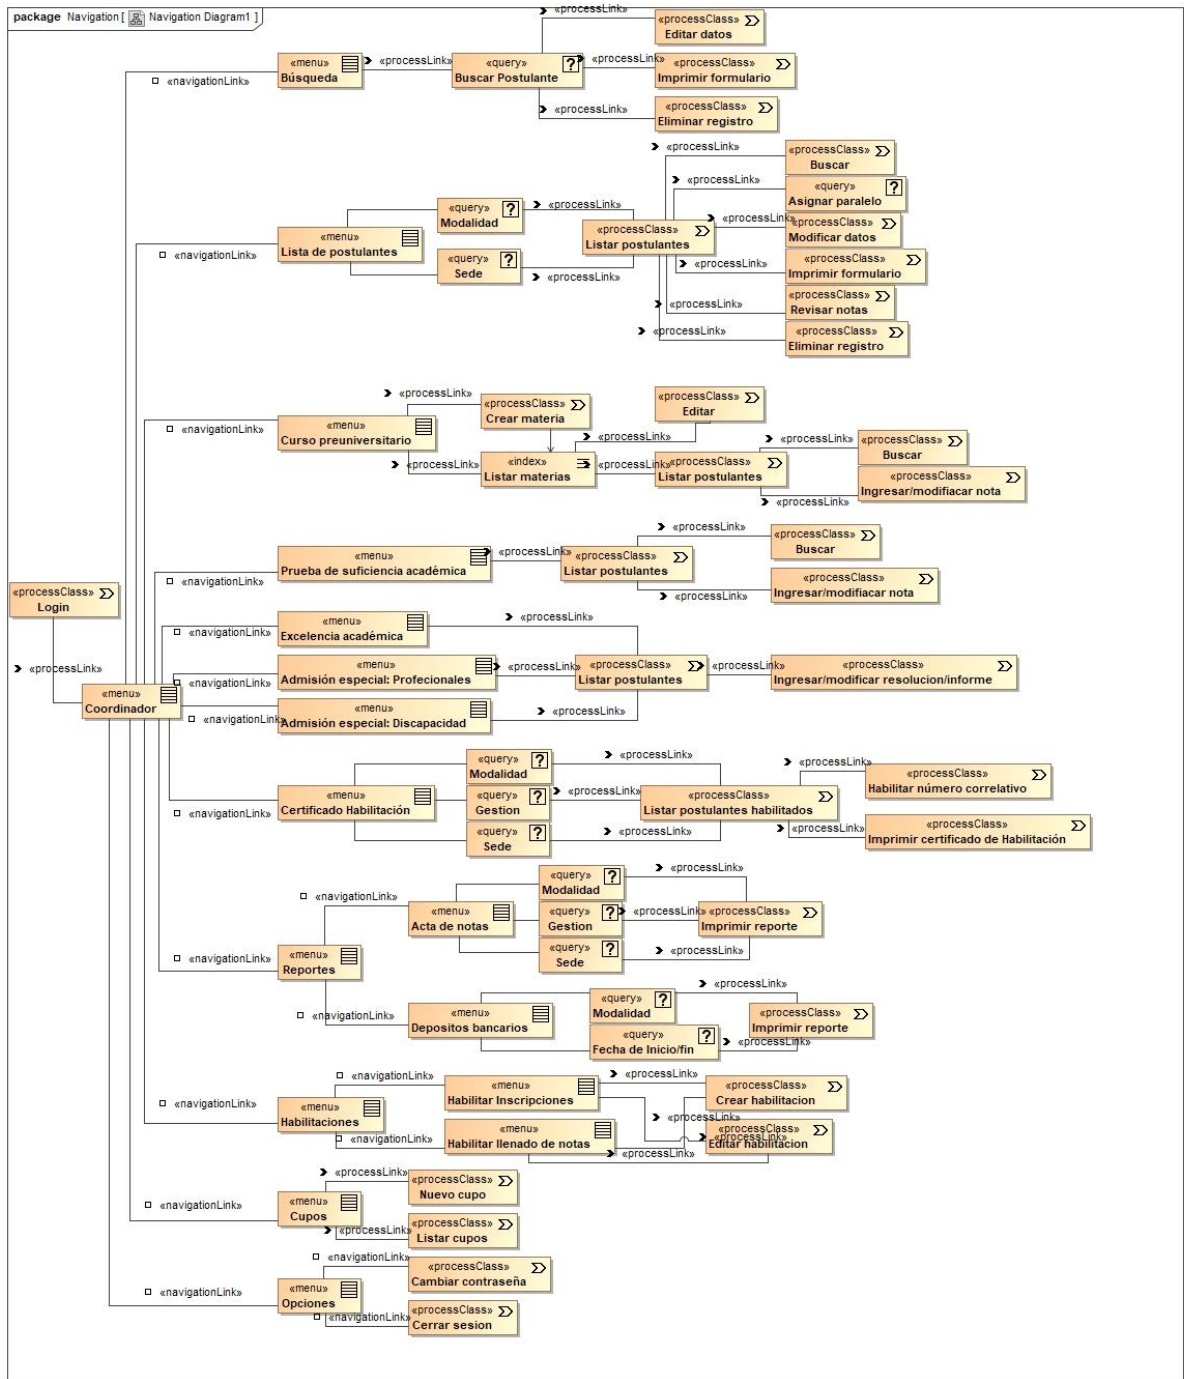 package Navigation [ Navigation Diagram1 ]
«processLink»
«processClass»
Editar datos
«navigationLink»
«menu»
Búsqueda
«processLink»
«query»
Buscar Postulante
«processLink»
«processClass»
Imprimir formulario
«processLink»
«processClass»
Eliminar registro
«navigationLink»
«menu»
Lista de postulantes
«query»
Modalidad
«processLink»
«query»
Sede
«processLink»
«processClass»
Listar postulantes
«processLink»
«processClass»
Buscar
«processLink»
«query»
Asignar paralelo
«processLink»
«processClass»
Modificar datos
«processLink»
«processClass»
Imprimir formulario
«processLink»
«processClass»
Revisar notas
«processLink»
«processClass»
Eliminar registro
«navigationLink»
«menu»
Curso preuniversitario
«processLink»
«processClass»
Crear materia
«processLink»
«index»
Listar materias
«processLink»
«processClass»
Editar
«processLink»
«processClass»
Listar postulantes
«processLink»
«processClass»
Buscar
«processLink»
«processClass»
Ingresar/modifiacar nota
«navigationLink»
«menu»
Prueba de suficiencia académica
«processLink»
«processClass»
Listar postulantes
«processLink»
«processClass»
Buscar
«processLink»
«processClass»
Ingresar/modifiacar nota
«processClass»
Login
«processLink»
«menu»
Coordinador
«navigationLink»
«menu»
Excelencia académica
«processLink»
«navigationLink»
«menu»
Admisión especial: Profecionales
«processLink»
«processClass»
Listar postulantes
«processLink»
«processClass»
Ingresar/modificar resolucion/informe
«navigationLink»
«menu»
Admisión especial: Discapacidad
«processLink»
«navigationLink»
«menu»
Certificado Habilitación
«query»
Modalidad
«processLink»
«query»
Gestion
«processLink»
«query»
Sede
«processLink»
«processClass»
Listar postulantes habilitados
«processLink»
«processClass»
Habilitar número correlativo
«processLink»
«processClass»
Imprimir certificado de Habilitación
«navigationLink»
«menu»
Reportes
«navigationLink»
«menu»
Acta de notas
«query»
Modalidad
«processLink»
«query»
Gestion
«processLink»
«query»
Sede
«processLink»
«processClass»
Imprimir reporte
«navigationLink»
«menu»
Depositos bancarios
«query»
Modalidad
«processLink»
«query»
Fecha de Inicio/fin
«processLink»
«processClass»
Imprimir reporte
«navigationLink»
«menu»
Habilitaciones
«navigationLink»
«menu»
Habilitar Inscripciones
«processLink»
«processClass»
Crear habilitacion
«processLink»
«navigationLink»
«menu»
Habilitar llenado de notas
«processLink»
«processClass»
Editar habilitacion
«processLink»
«navigationLink»
«menu»
Cupos
«processLink»
«processClass»
Nuevo cupo
«processLink»
«processClass»
Listar cupos
«navigationLink»
«menu»
Opciones
«navigationLink»
«processClass»
Cambiar contraseña
«navigationLink»
«processClass»
Cerrar sesion